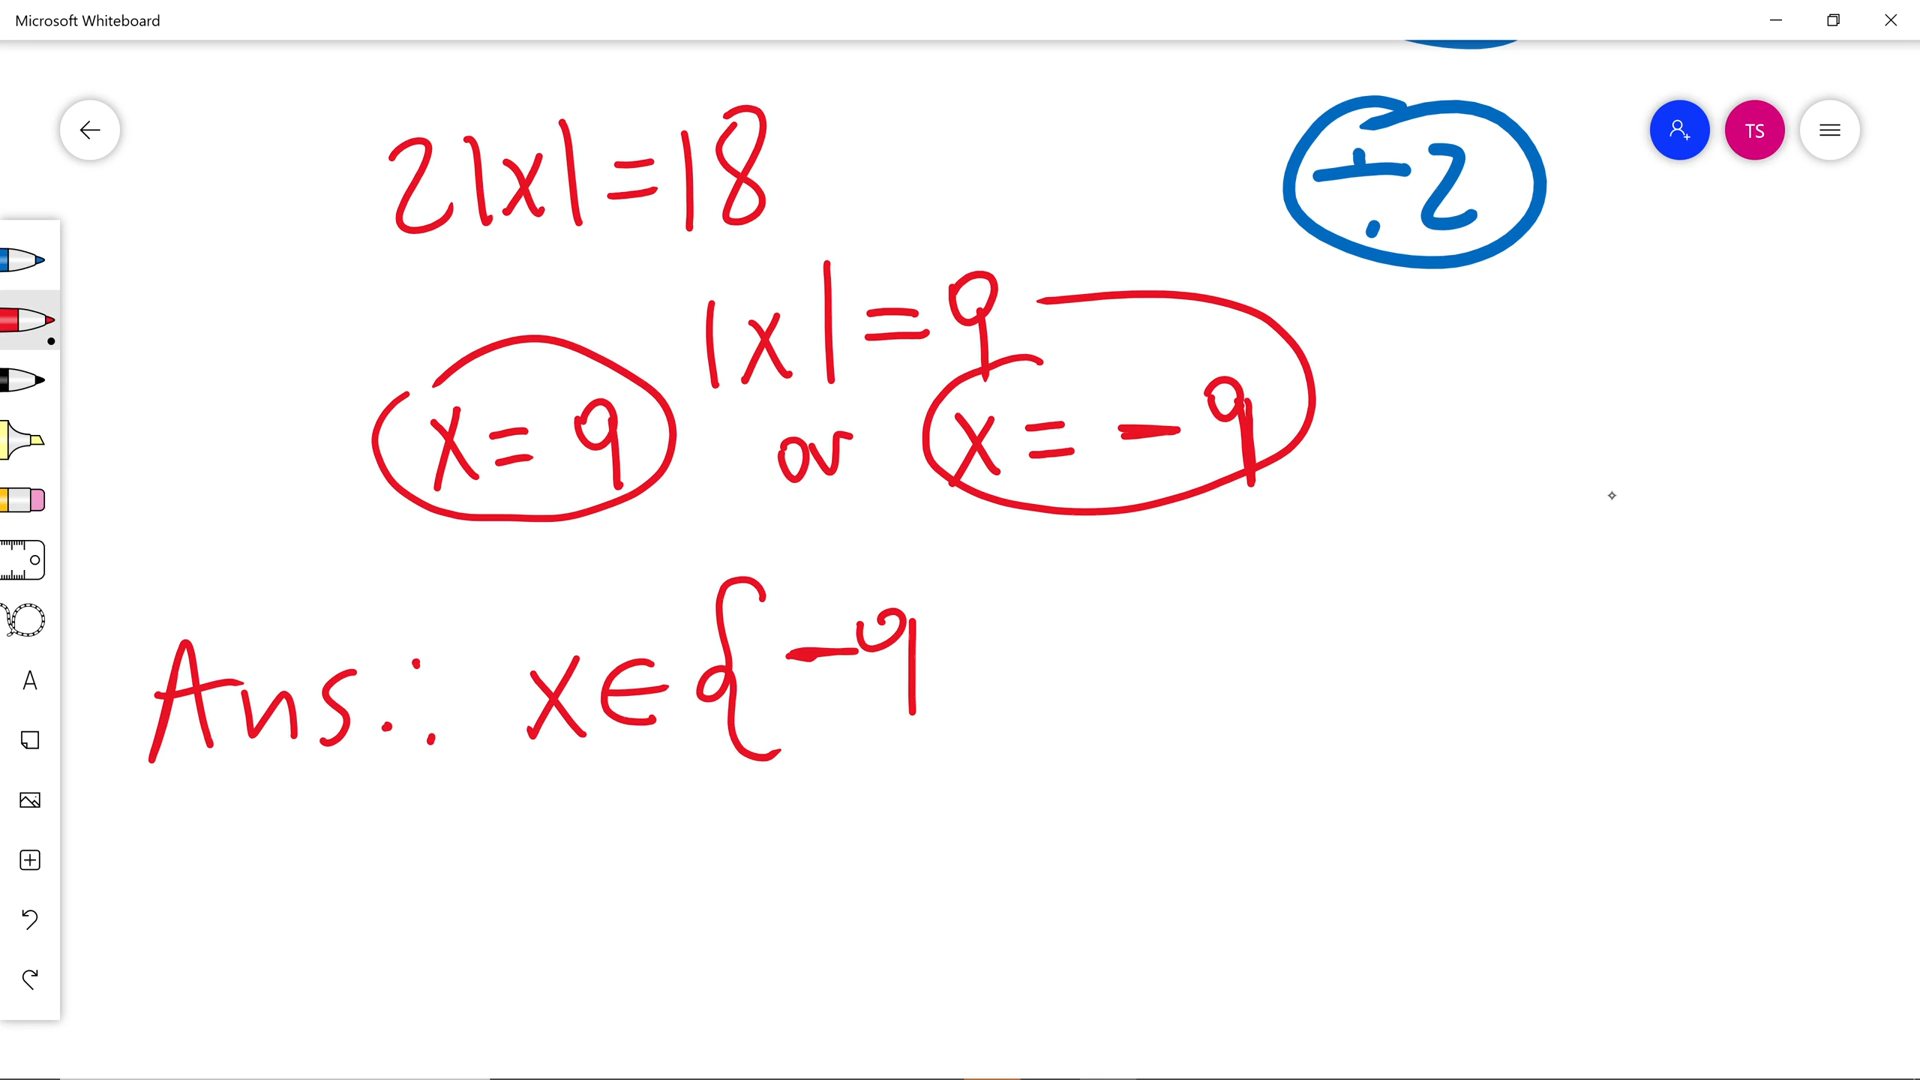 Microsoft Whiteboard
2|x|=18
÷2
TS
|x|=9
x=9 or x=-9
Ans.: x∈{-9
A